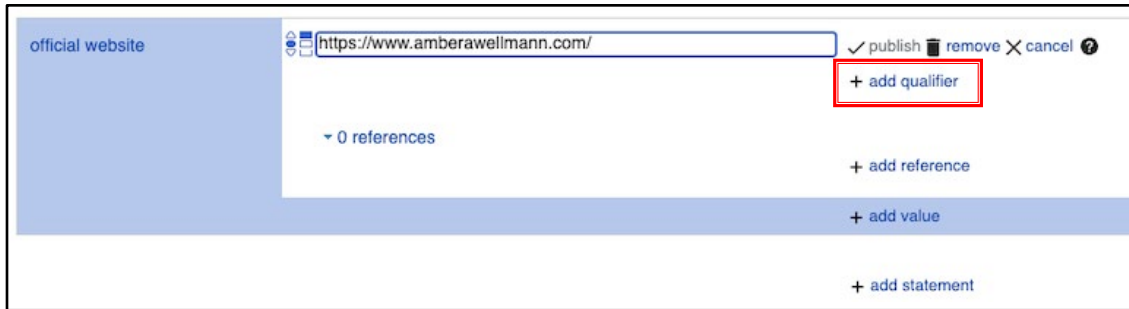 official website
https://www.amberawellmann.com/
publish remove cancel
+ add qualifier
0 references
+ add reference
+ add value
+ add statement